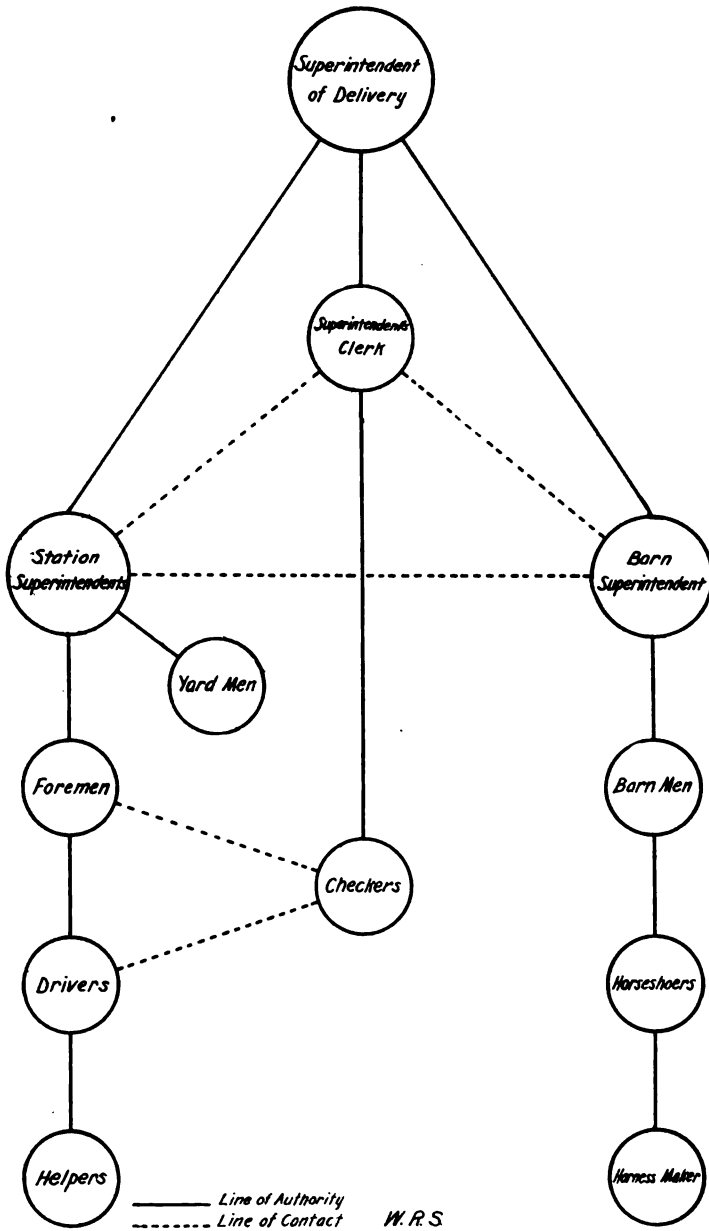 Superintendent
of Delivery
Superintendent's
Clerk
Station
Superintendents
Barn
Superintendent
Yard Men
Foremen
Barn Men
Checkers
Drivers
Horseshoers
Helpers
Harness Maker
Line of Authority
Line of Contact W.R.S.